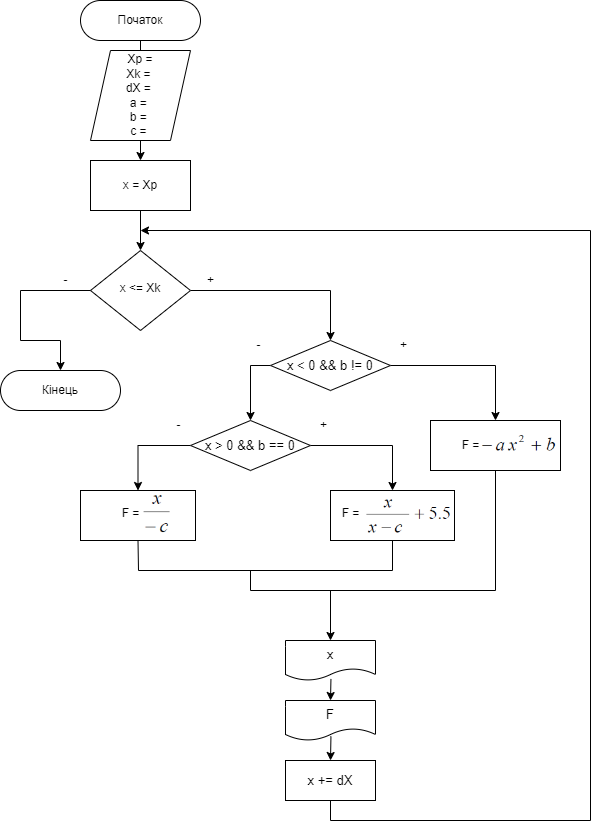 Початок
Xp =
Xk =
dX =
a =
b =
c =
x = Xp
-
x <= Xk
+
Кінець
-
x < 0 && b != 0
+
-
x > 0 && b == 0
+
F = -ax² + b
F = x/-c
F = x/x-c + 5.5
x
F
x += dX